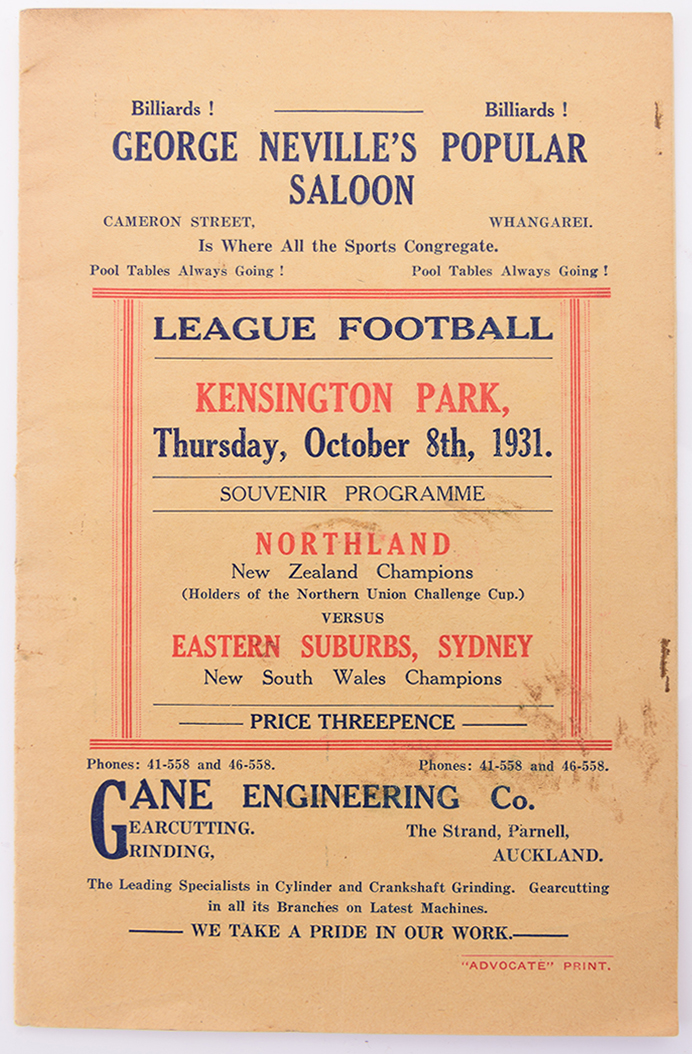 Billiards ! Billiards !
GEORGE NEVILLE'S POPULAR
SALOON
CAMERON STREET, WHANGAREI.
Is Where All the Sports Congregate.
Pool Tables Always Going ! Pool Tables Always Going !
LEAGUE FOOTBALL
KENSINGTON PARK,
Thursday, October 8th, 1931.
SOUVENIR PROGRAMME
NORTHLAND
New Zealand Champions
(Holders of the Northern Union Challenge Cup.)
VERSUS
EASTERN SUBURBS, SYDNEY
New South Wales Champions
PRICE THREEPENCE
Phones: 41-558 and 46-558. Phones: 41-558 and 46-558.
GANE ENGINEERING Co.
EARCUTTING. The Strand, Parnell,
RINDING, AUCKLAND.
The Leading Specialists in Cylinder and Crankshaft Grinding. Gearcutting
in all its Branches on Latest Machines.
WE TAKE A PRIDE IN OUR WORK.
"ADVOCATE" PRINT.